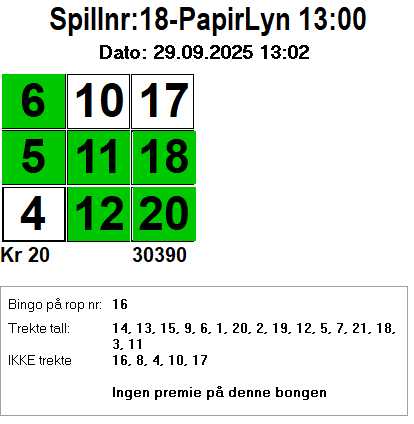 Spillnr:18-PapirLyn 13:00
Dato: 29.09.2025 13:02
6 10 17
5 11 18
4 12 20
Kr 20 30390
Bingo på rop nr: 16
Trekte tall: 14, 13, 15, 9, 6, 1, 20, 2, 19, 12, 5, 7, 21, 18,
3, 11
IKKE trekte 16, 8, 4, 10, 17
Ingen premie på denne bongen